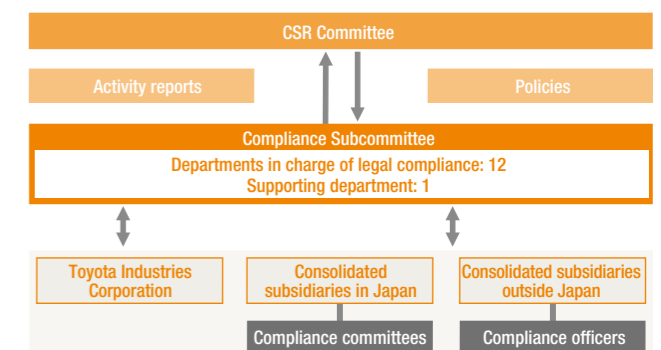 CSR Committee
Activity reports
Policies
Compliance Subcommittee
Departments in charge of legal compliance: 12
Supporting department: 1
Toyota Industries
Corporation
Consolidated
subsidiaries in Japan
Consolidated subsidiaries
outside Japan
Compliance committees
Compliance officers